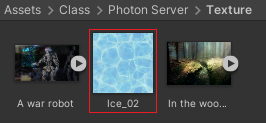 Assets > Class > Photon Server > Texture
A war robot
Ice_02
In the woo...